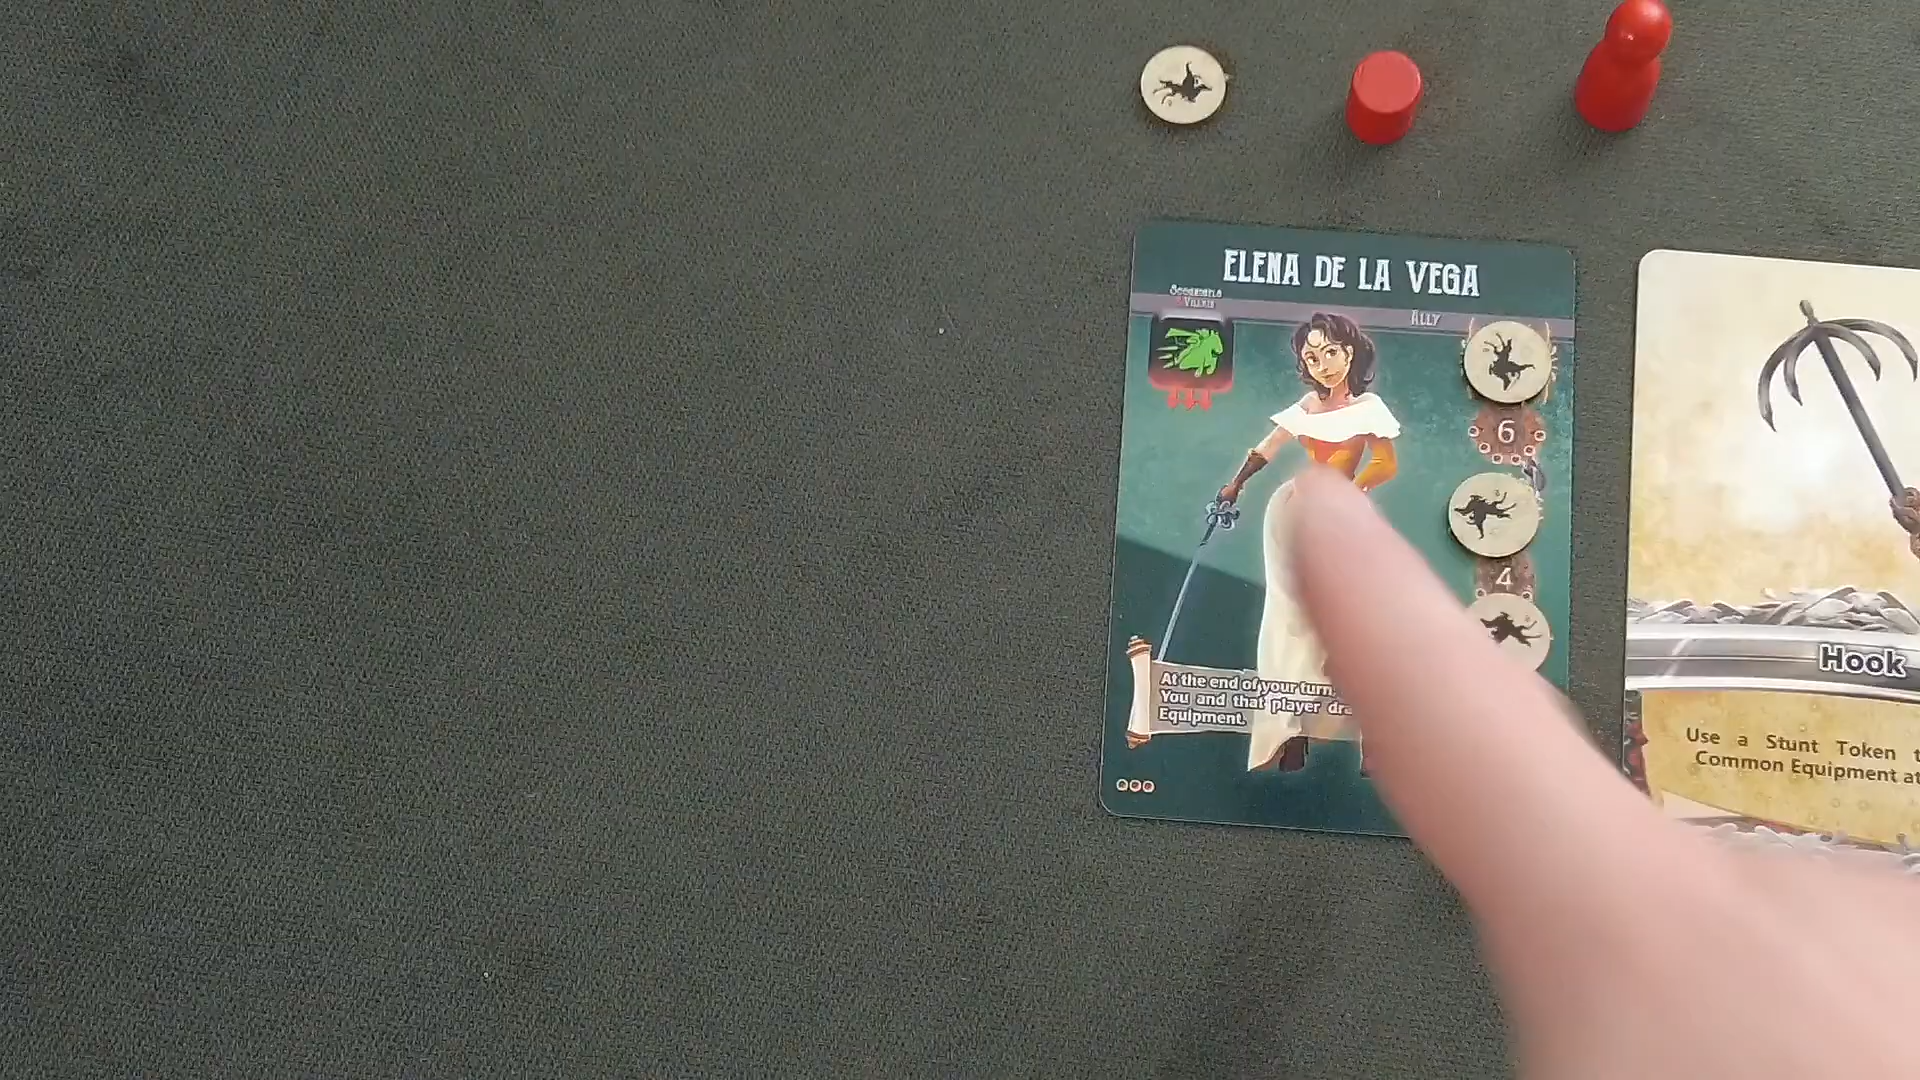 ELENA DE LA VEGA
ALLY
6
4
At the end of your turn,
You and that player
Equipment.
Hook
Use a Stunt Token
Common Equipment at